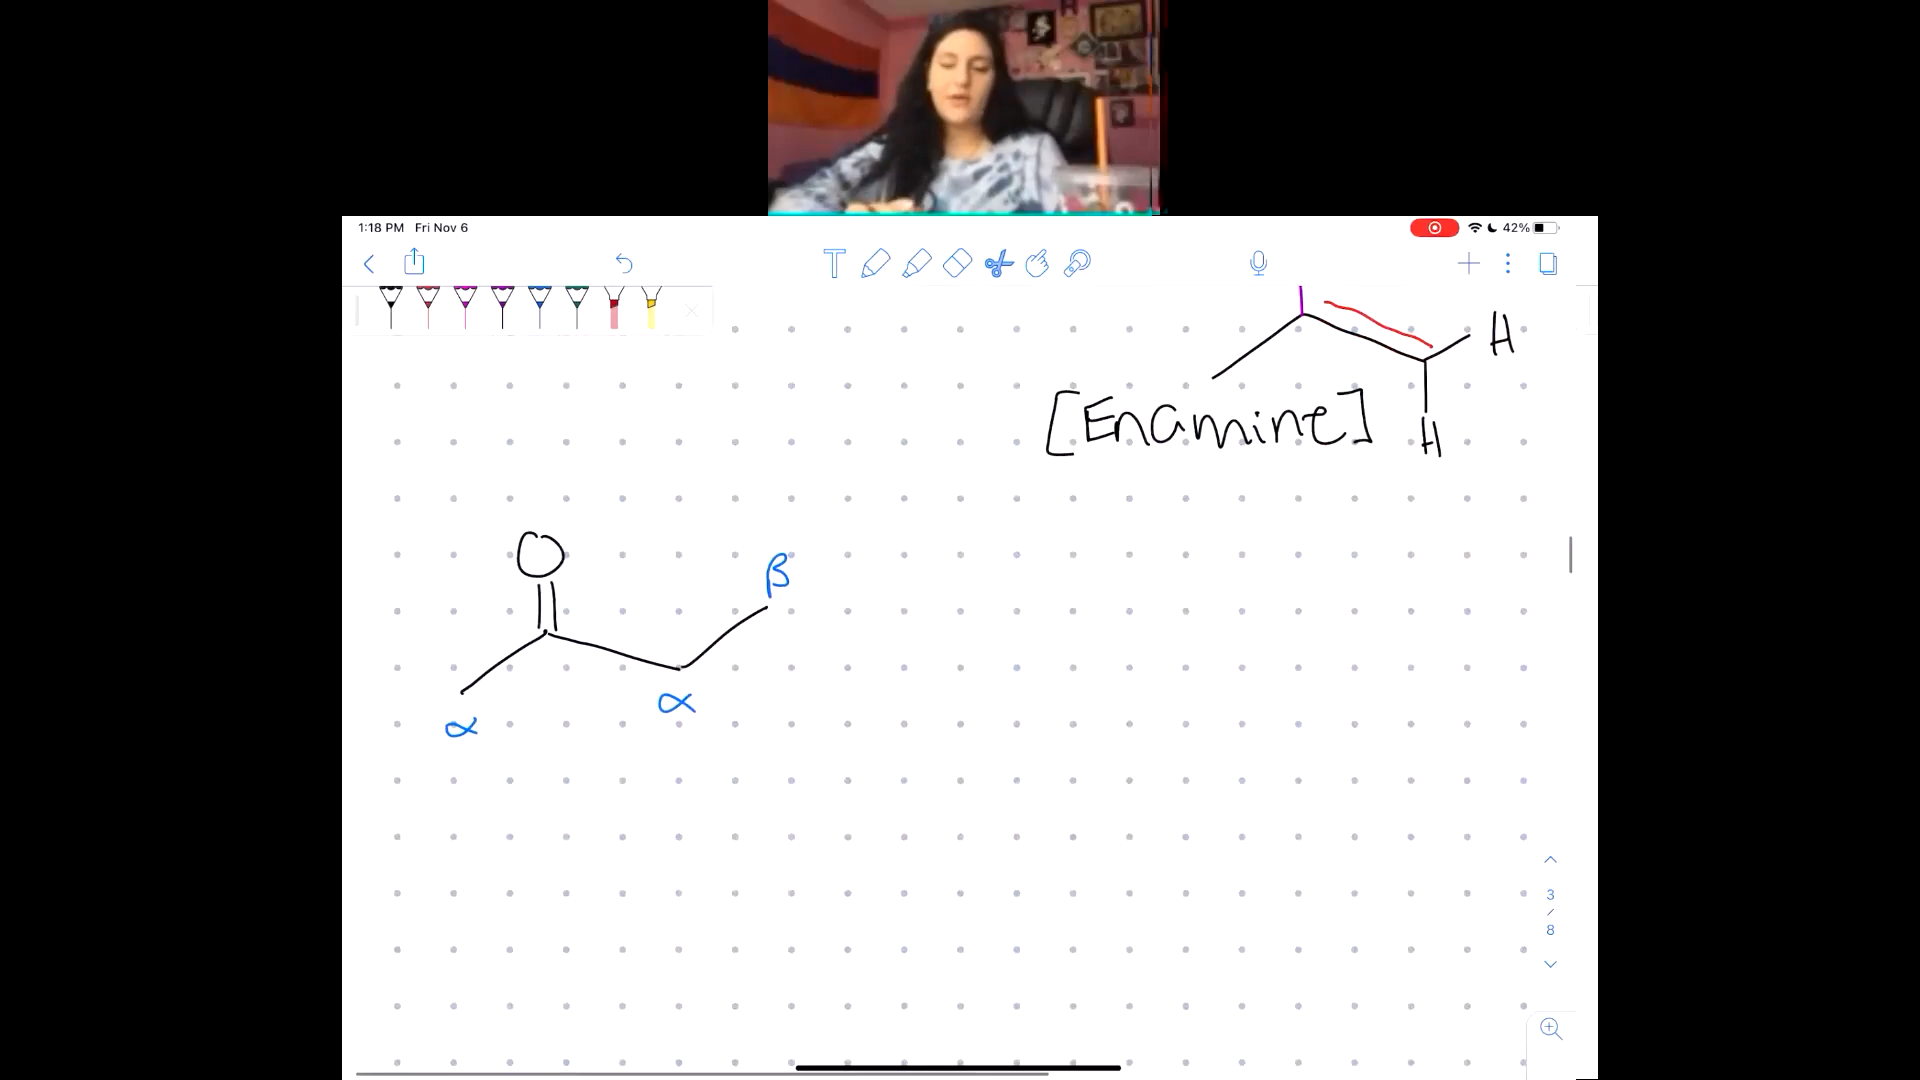 1:18 PM Fri Nov 6
42%
T
H
[Enamine]
H
O
β
α
α
3
/
8